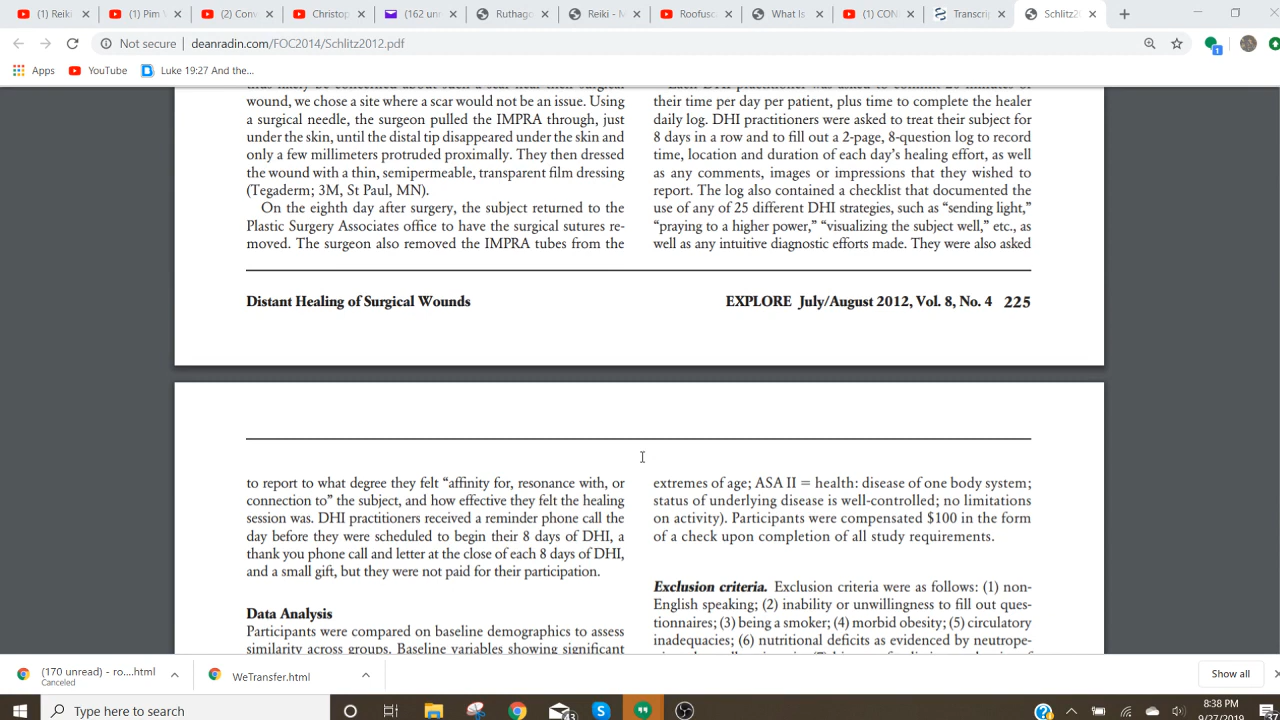 (1) Reiki
(1) Pim V
(2) Conv
Christop
(162 unr
Ruthago
Reiki - M
Roofusc
What Is
(1) CON
Transcrip
Schlitz20
Not secure
deanradin.com/FOC2014/Schlitz2012.pdf
Apps
YouTube
Luke 19:27 And the...
wound, we chose a site where a scar would not be an issue. Using
a surgical needle, the surgeon pulled the IMPRA through, just
under the skin, until the distal tip disappeared under the skin and
only a few millimeters protruded proximally. They then dressed
the wound with a thin, semipermeable, transparent film dressing
(Tegaderm; 3M, St Paul, MN).
On the eighth day after surgery, the subject returned to the
Plastic Surgery Associates office to have the surgical sutures re-
moved. The surgeon also removed the IMPRA tubes from the
their time per day per patient, plus time to complete the healer
daily log. DHI practitioners were asked to treat their subject for
8 days in a row and to fill out a 2-page, 8-question log to record
time, location and duration of each day's healing effort, as well
as any comments, images or impressions that they wished to
report. The log also contained a checklist that documented the
use of any of 25 different DHI strategies, such as “sending light,”
“praying to a higher power,” “visualizing the subject well,” etc., as
well as any intuitive diagnostic efforts made. They were also asked
Distant Healing of Surgical Wounds
EXPLORE July/August 2012, Vol. 8, No. 4 225
to report to what degree they felt “affinity for, resonance with, or
connection to” the subject, and how effective they felt the healing
session was. DHI practitioners received a reminder phone call the
day before they were scheduled to begin their 8 days of DHI, a
thank you phone call and letter at the close of each 8 days of DHI,
and a small gift, but they were not paid for their participation.
Data Analysis
Participants were compared on baseline demographics to assess
similarity across groups. Baseline variables showing significant
extremes of age; ASA II = health: disease of one body system;
status of underlying disease is well-controlled; no limitations
on activity). Participants were compensated $100 in the form
of a check upon completion of all study requirements.
Exclusion criteria. Exclusion criteria were as follows: (1) non-
English speaking; (2) inability or unwillingness to fill out ques-
tionnaires; (3) being a smoker; (4) morbid obesity; (5) circulatory
inadequacies; (6) nutritional deficits as evidenced by neutrope-
(170 unread) - ro....html
Canceled
WeTransfer.html
Show all
Type here to search
43
8:38 PM
9/27/2019